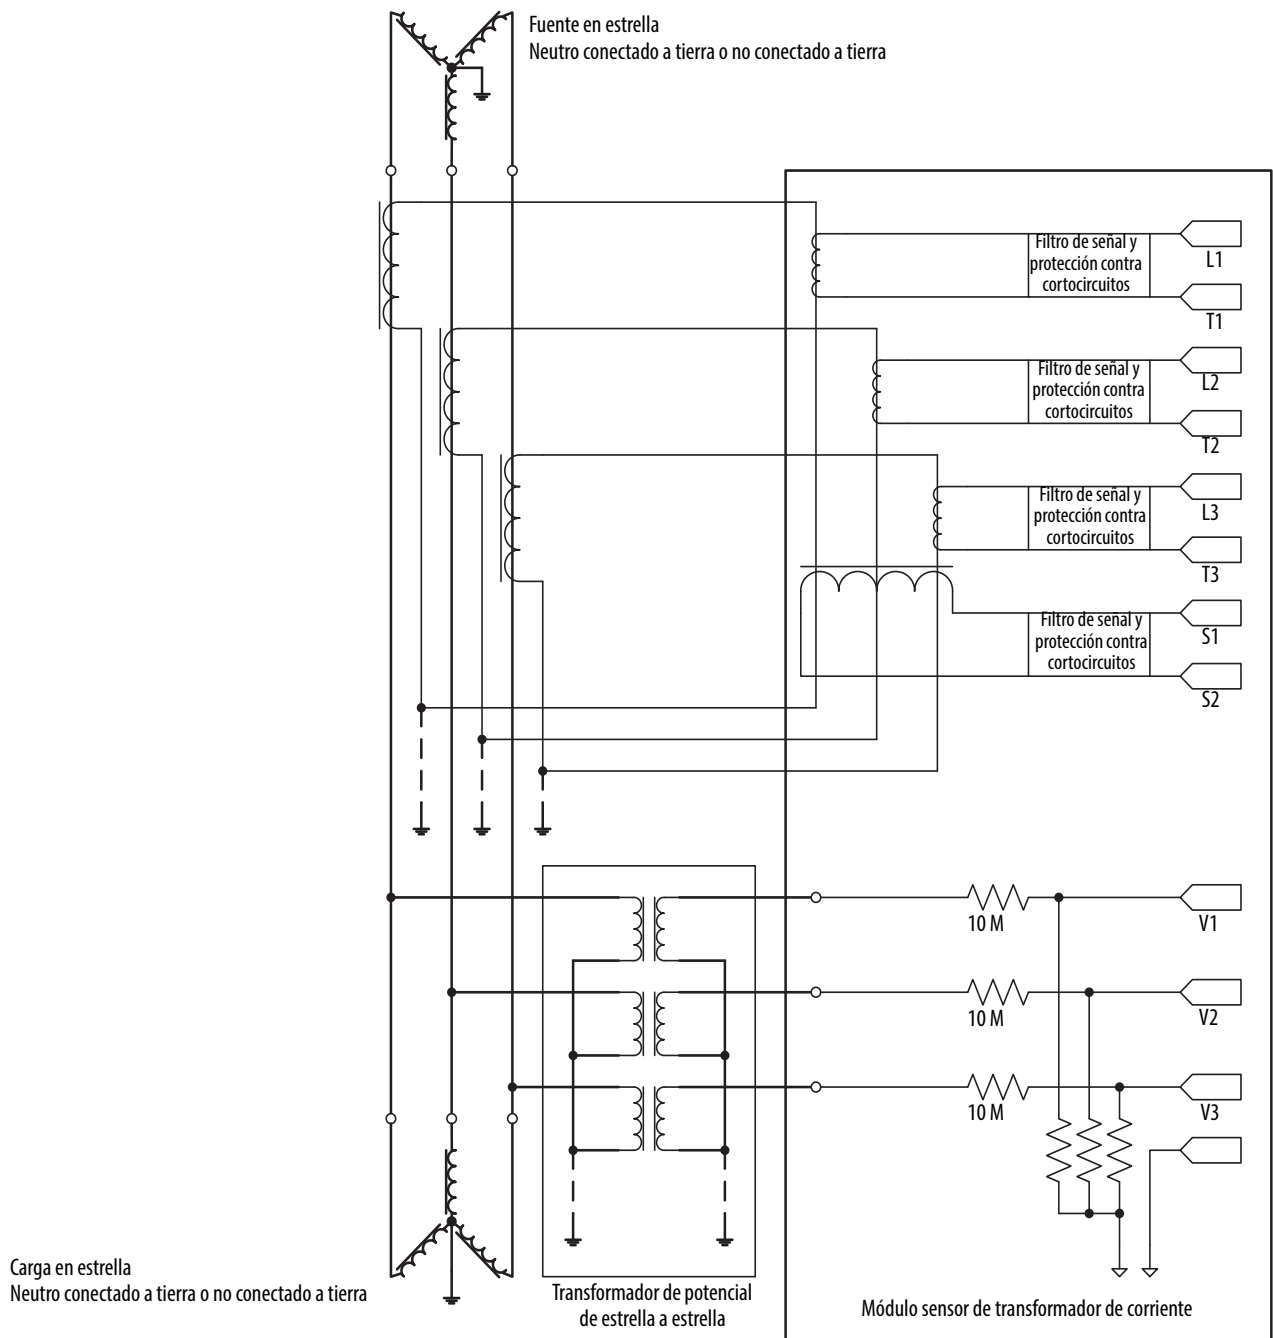 Fuente en estrella
Neutro conectado a tierra o no conectado a tierra
Filtro de señal y
protección contra
cortocircuitos
L1
T1
Filtro de señal y
protección contra
cortocircuitos
L2
T2
Filtro de señal y
protección contra
cortocircuitos
L3
T3
Filtro de señal y
protección contra
cortocircuitos
S1
S2
10 M
V1
10 M
V2
10 M
V3
Carga en estrella
Neutro conectado a tierra o no conectado a tierra
Transformador de potencial
de estrella a estrella
Módulo sensor de transformador de corriente